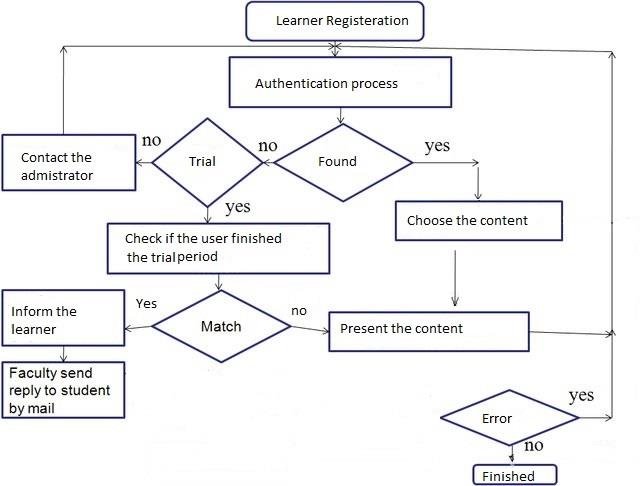 Learner Registeration
Authentication process
no
no
yes
Contact the
admistrator
Trial
Found
yes
Choose the content
Check if the user finished
the trial period
Yes
no
Inform the
learner
Match
Present the content
Faculty send
reply to student
by mail
yes
Error
no
Finished